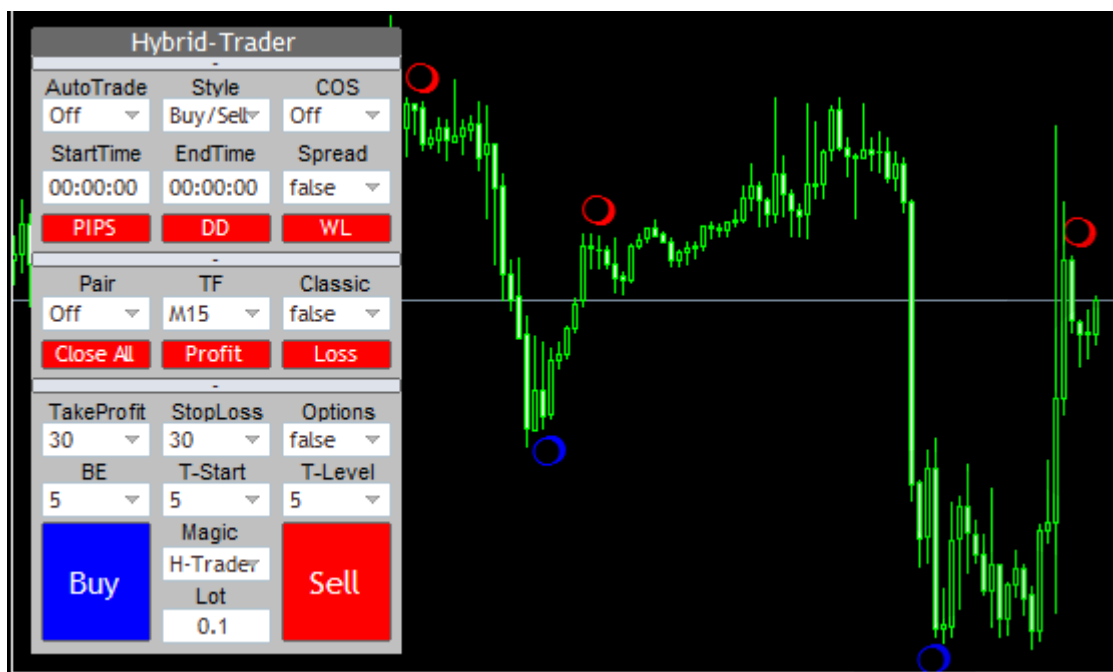 Hybrid-Trader
-
AutoTrade Style COS
Off Buy/Sell Off
StartTime EndTime Spread
00:00:00 00:00:00 false
PIPS DD WL
-
Pair TF Classic
Off M15 false
Close All Profit Loss
-
TakeProfit StopLoss Options
30 30 false
BE T-Start T-Level
5 5 5
Magic
H-Trader
Buy Sell
Lot
0.1